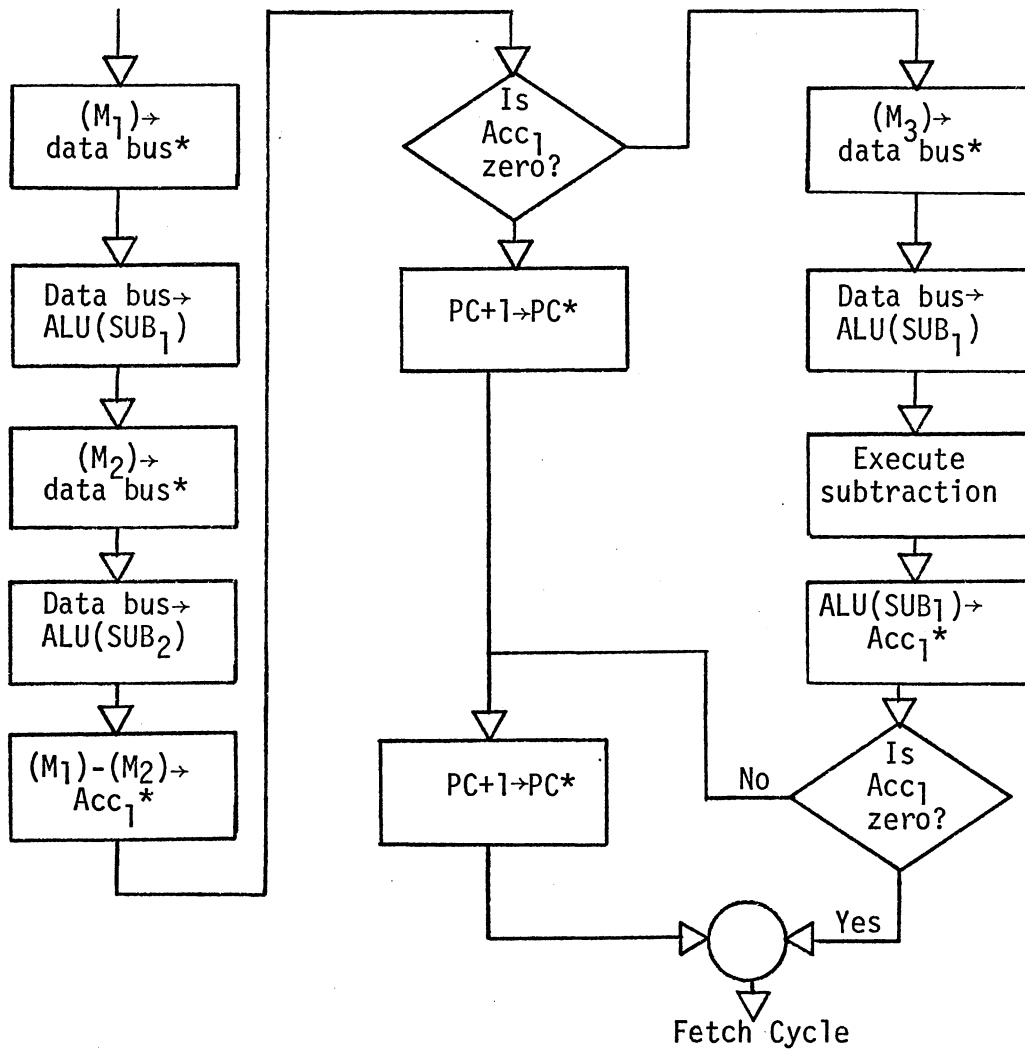 (M₁)→
data bus*
Data bus→
ALU(SUB₁)
(M₂)→
data bus*
Data bus→
ALU(SUB₂)
(M₁)-(M₂)→
Acc₁*
Is
Acc₁
zero?
PC+1→PC*
PC+1→PC*
(M₃)→
data bus*
Data bus→
ALU(SUB₁)
Execute
subtraction
ALU(SUB₁)→
Acc₁*
Is
Acc₁
zero?
No
Yes
Fetch Cycle